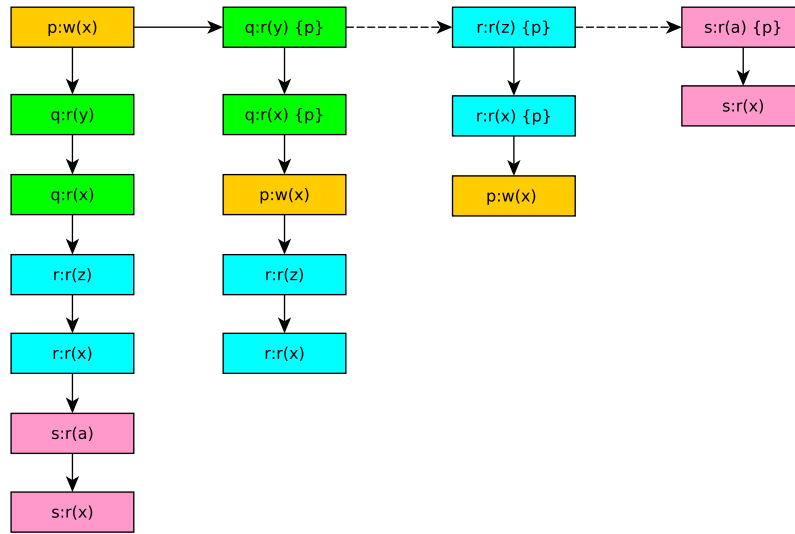 p:w(x)
q:r(y) {p}
r:r(z) {p}
s:r(a) {p}
q:r(y)
q:r(x) {p}
r:r(x) {p}
s:r(x)
q:r(x)
p:w(x)
p:w(x)
r:r(z)
r:r(z)
r:r(x)
r:r(x)
s:r(a)
s:r(x)